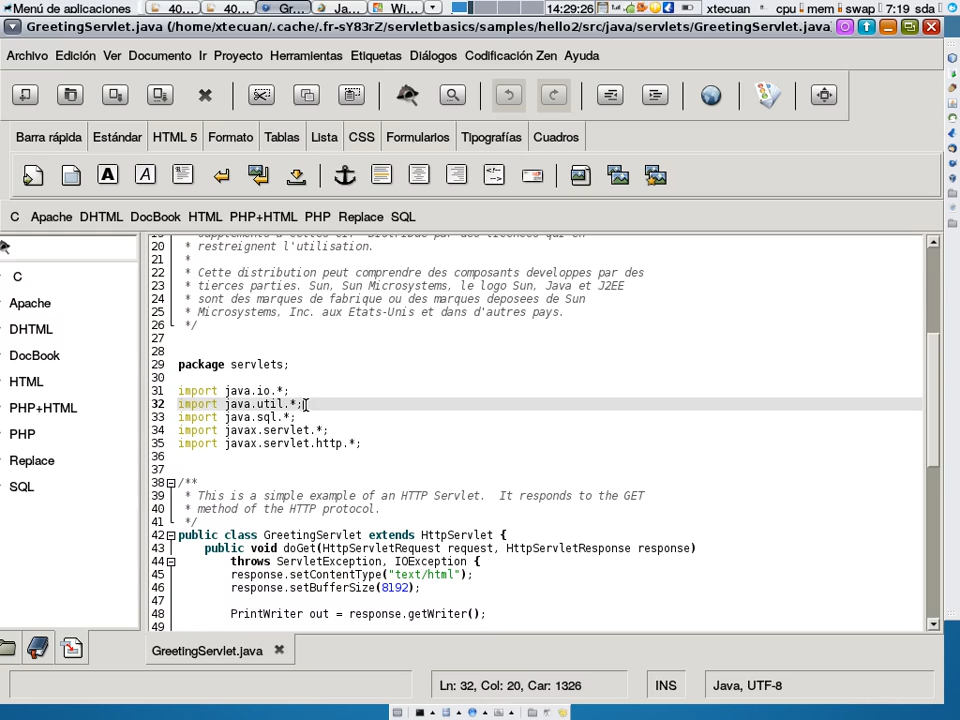 Menú de aplicaciones 40... 40... Gr... Ja... Wi... 14:29:26 xtecuan cpu mem swap 7:19 sda
GreetingServlet.java (/home/xtecuan/.cache/.fr-sY83rZ/servletbasics/samples/hello2/src/java/servlets/GreetingServlet.java)
Archivo Edición Ver Documento Ir Proyecto Herramientas Etiquetas Diálogos Codificación Zen Ayuda
Barra rápida Estándar HTML 5 Formato Tablas Lista CSS Formularios Tipografías Cuadros
C Apache DHTML DocBook HTML PHP+HTML PHP Replace SQL
C
Apache
DHTML
DocBook
HTML
PHP+HTML
PHP
Replace
SQL
20 * restreignent l'utilisation.
21 *
22 * Cette distribution peut comprendre des composants developpes par des
23 * tierces parties. Sun, Sun Microsystems, le logo Sun, Java et J2EE
24 * sont des marques de fabrique ou des marques deposees de Sun
25 * Microsystems, Inc. aux Etats-Unis et dans d'autres pays.
26 */
27
28
29 package servlets;
30
31 import java.io.*;
32 import java.util.*;
33 import java.sql.*;
34 import javax.servlet.*;
35 import javax.servlet.http.*;
36
37
38 /**
39 * This is a simple example of an HTTP Servlet.  It responds to the GET
40 * method of the HTTP protocol.
41 */
42 public class GreetingServlet extends HttpServlet {
43 public void doGet(HttpServletRequest request, HttpServletResponse response)
44 throws ServletException, IOException {
45 response.setContentType("text/html");
46 response.setBufferSize(8192);
47
48 PrintWriter out = response.getWriter();
49
GreetingServlet.java
Ln: 32, Col: 20, Car: 1326 INS Java, UTF-8